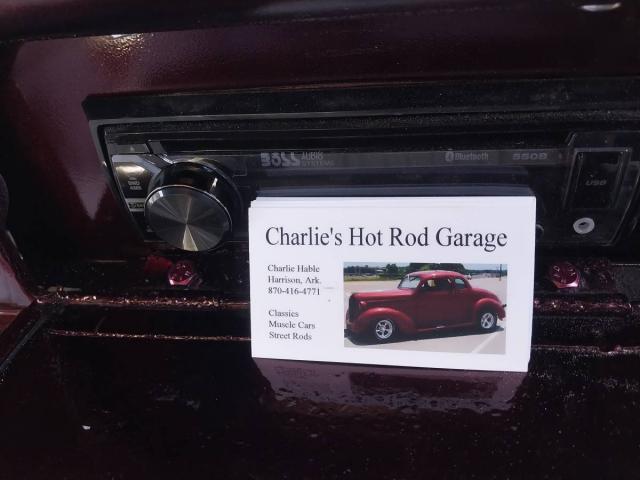 BOSS AUDIO
SYSTEMS
Bluetooth
550B
USB
Charlie's Hot Rod Garage
Charlie Hable
Harrison, Ark.
870-416-4771
Classies
Muscle Cars
Street Rods